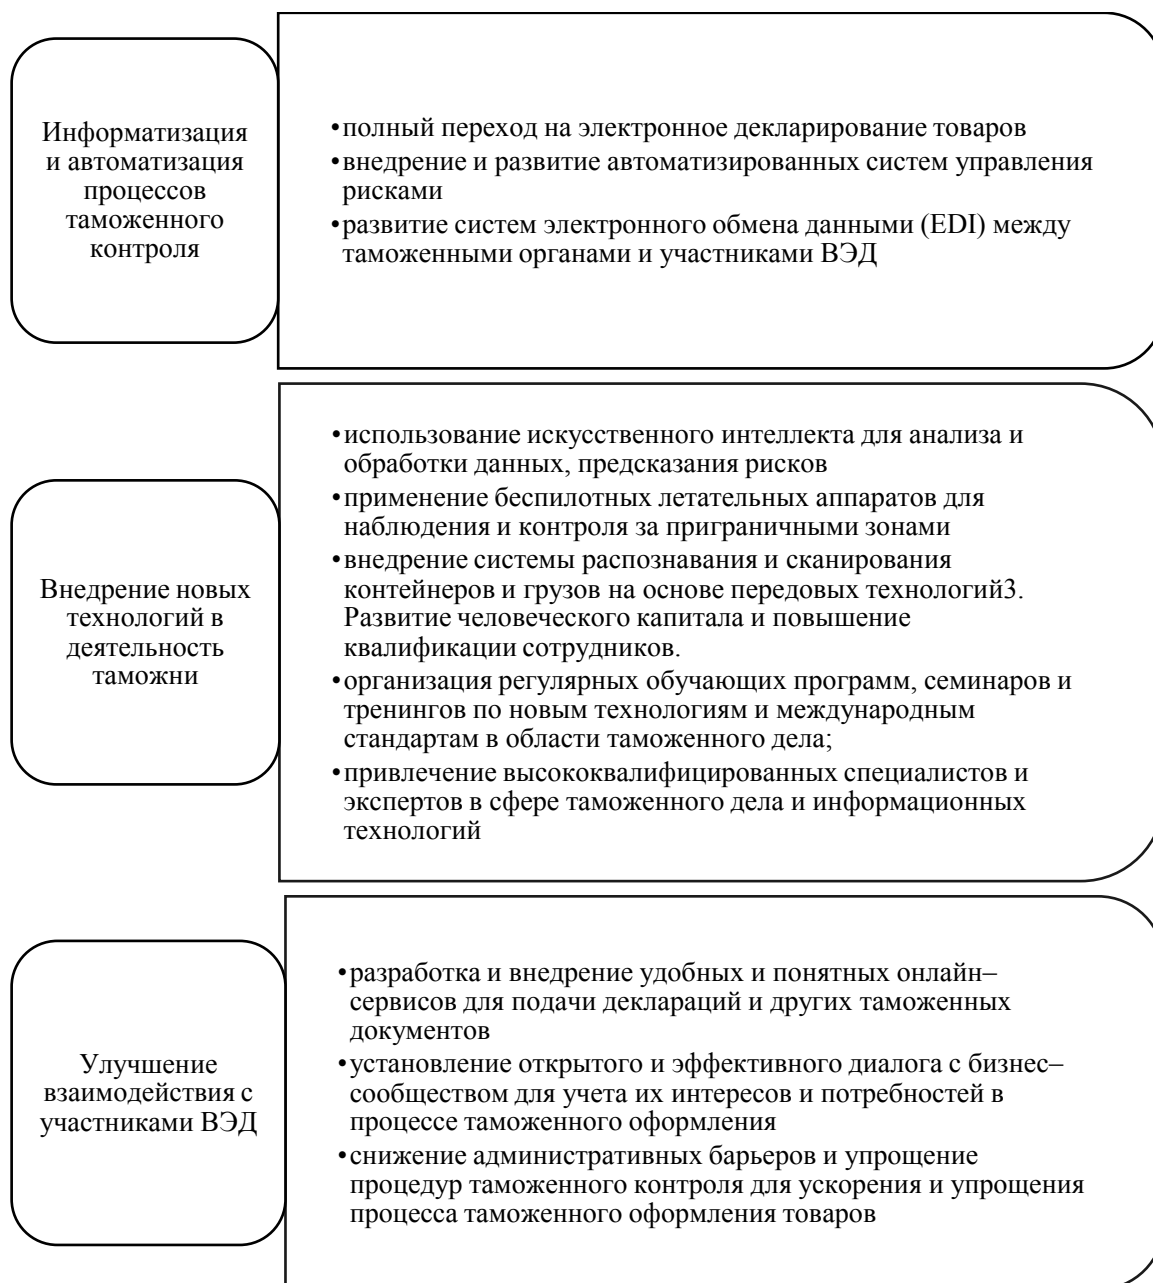 Информатизация
и автоматизация
процессов
таможенного
контроля
•полный переход на электронное декларирование товаров
•внедрение и развитие автоматизированных систем управления
рисками
•развитие систем электронного обмена данными (EDI) между
таможенными органами и участниками ВЭД
Внедрение новых
технологий в
деятельность
таможни
•использование искусственного интеллекта для анализа и
обработки данных, предсказания рисков
•применение беспилотных летательных аппаратов для
наблюдения и контроля за приграничными зонами
•внедрение системы распознавания и сканирования
контейнеров и грузов на основе передовых технологий3.
Развитие человеческого капитала и повышение
квалификации сотрудников.
•организация регулярных обучающих программ, семинаров и
тренингов по новым технологиям и международным
стандартам в области таможенного дела;
•привлечение высококвалифицированных специалистов и
экспертов в сфере таможенного дела и информационных
технологий
Улучшение
взаимодействия с
участниками ВЭД
•разработка и внедрение удобных и понятных онлайн–
сервисов для подачи деклараций и других таможенных
документов
•установление открытого и эффективного диалога с бизнес–
сообществом для учета их интересов и потребностей в
процессе таможенного оформления
•снижение административных барьеров и упрощение
процедур таможенного контроля для ускорения и упрощения
процесса таможенного оформления товаров